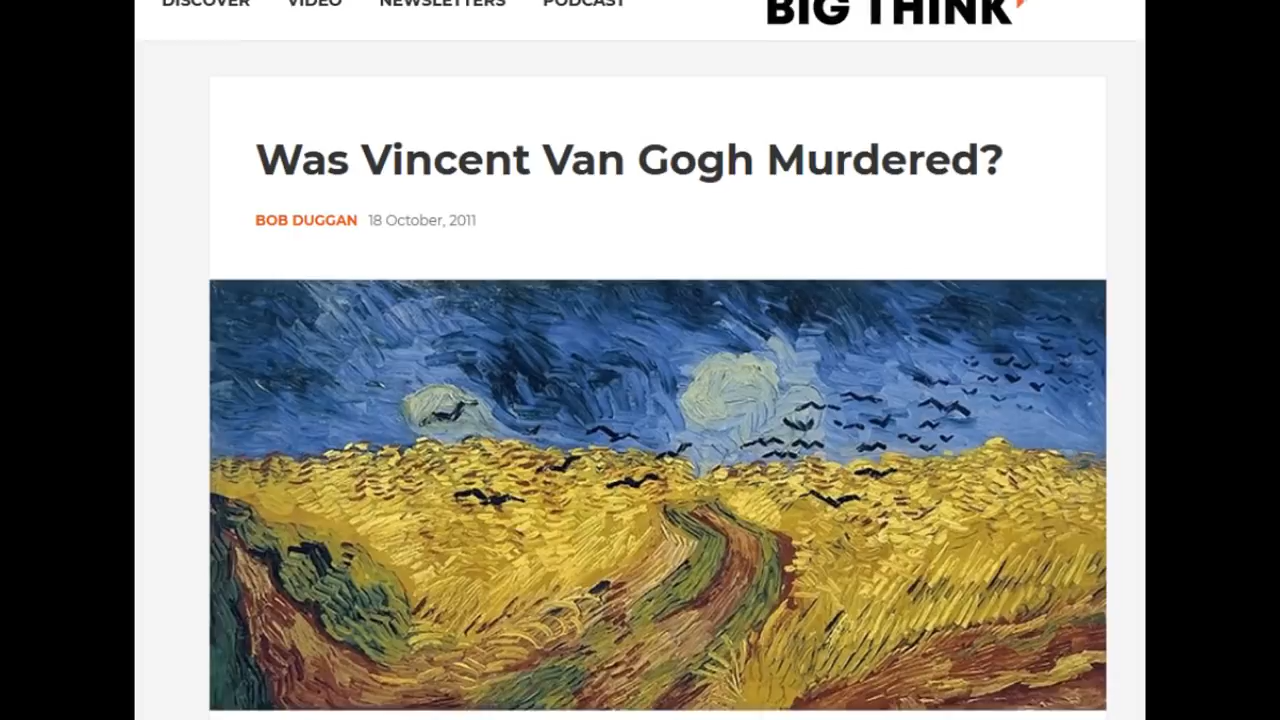 DISCOVER VIDEO NEWSLETTERS PODCAST BIG THINK
Was Vincent Van Gogh Murdered?
BOB DUGGAN 18 October, 2011